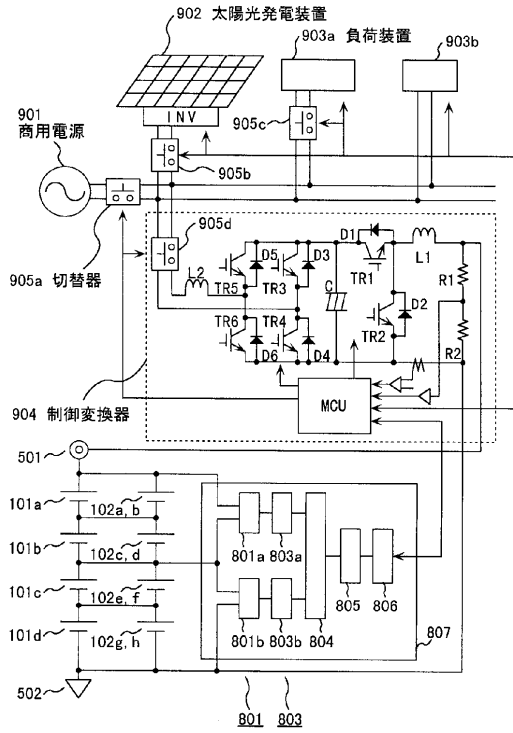 902 太陽光発電装置
903a 負荷装置
903b
INV
901
商用電源
905c
905b
905a 切替器
905d
D5
D3
D1
L2
TR5
TR3
C
TR1
L1
R1
D2
TR6
TR4
TR2
R2
D6
D4
904 制御変換器
MCU
501
101a
102a, b
101b
102c, d
801a
803a
101c
102e, f
805
806
101d
102g, h
801b
803b
804
807
502
801
803